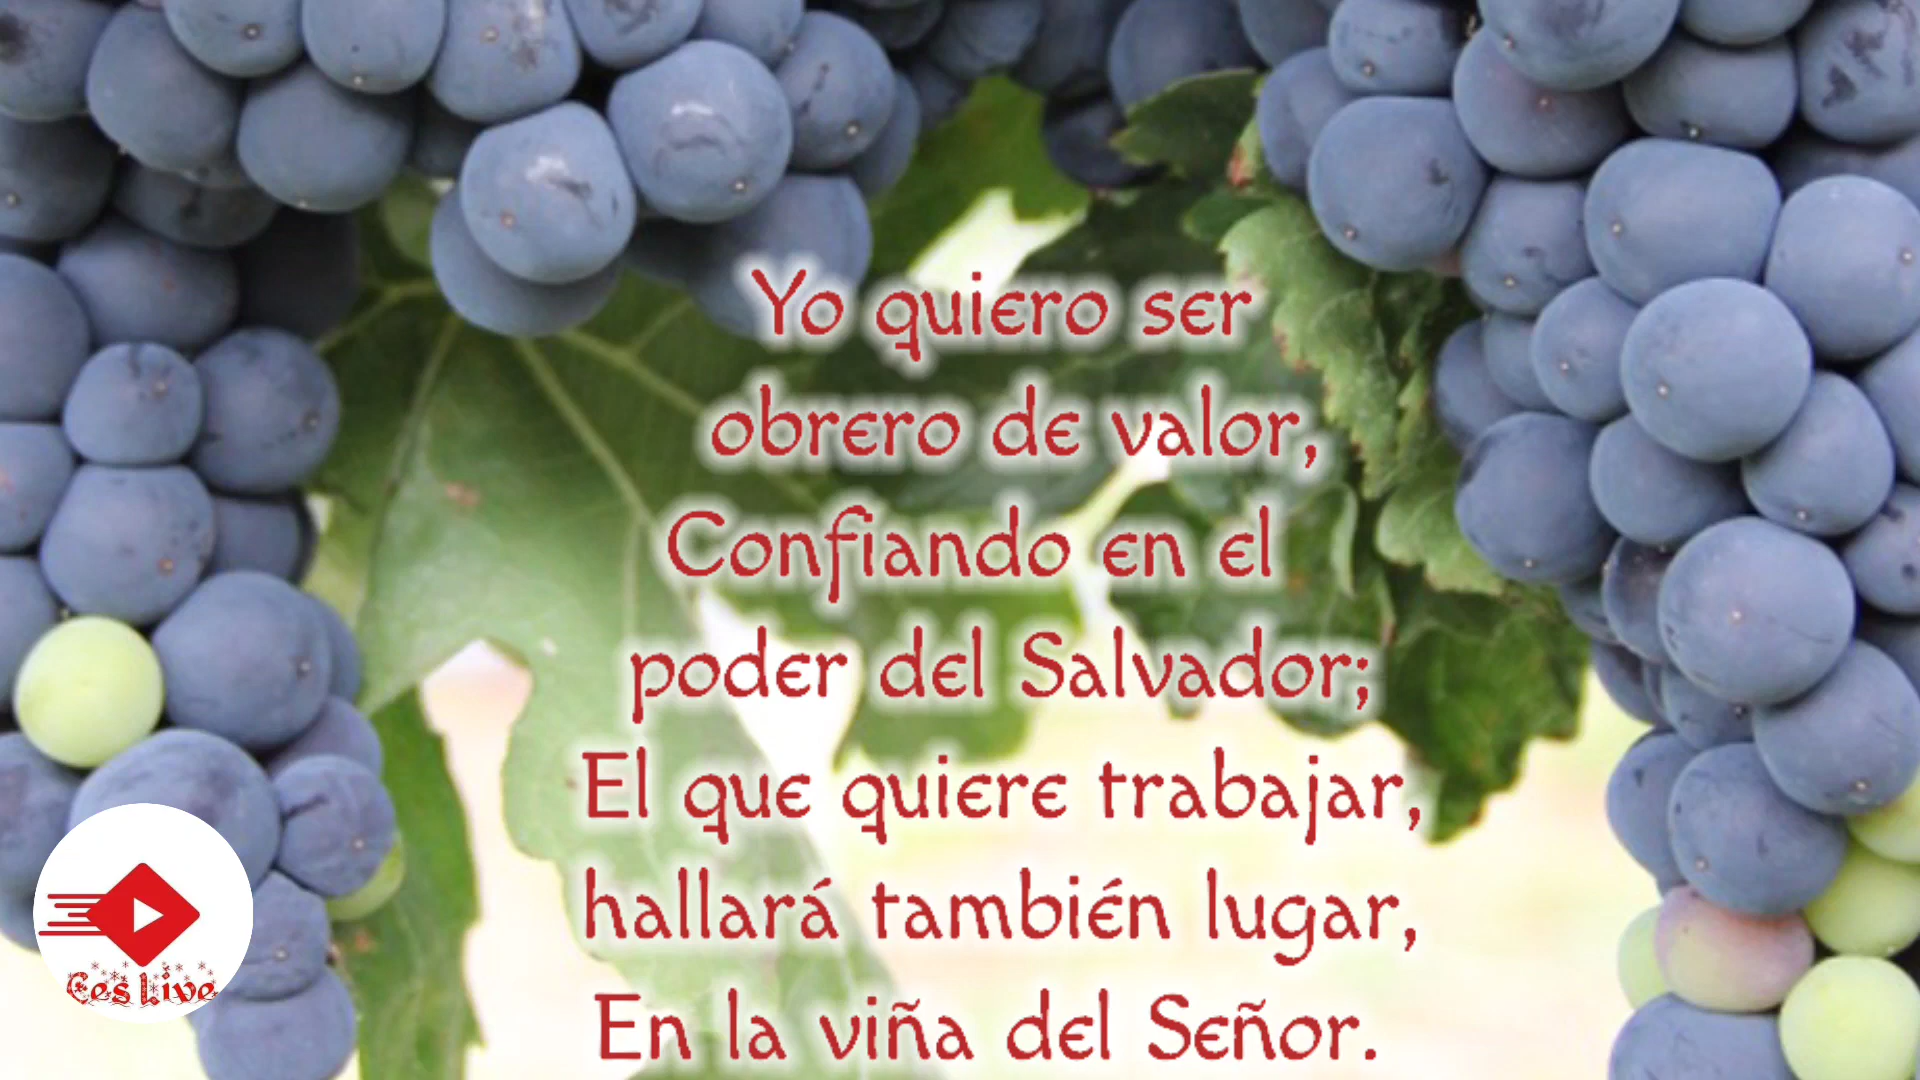 Yo quiero ser
obrero de valor,
Confiando en el
poder del Salvador;
El que quiere trabajar,
hallará también lugar,
En la viña del Señor.
Ces Live